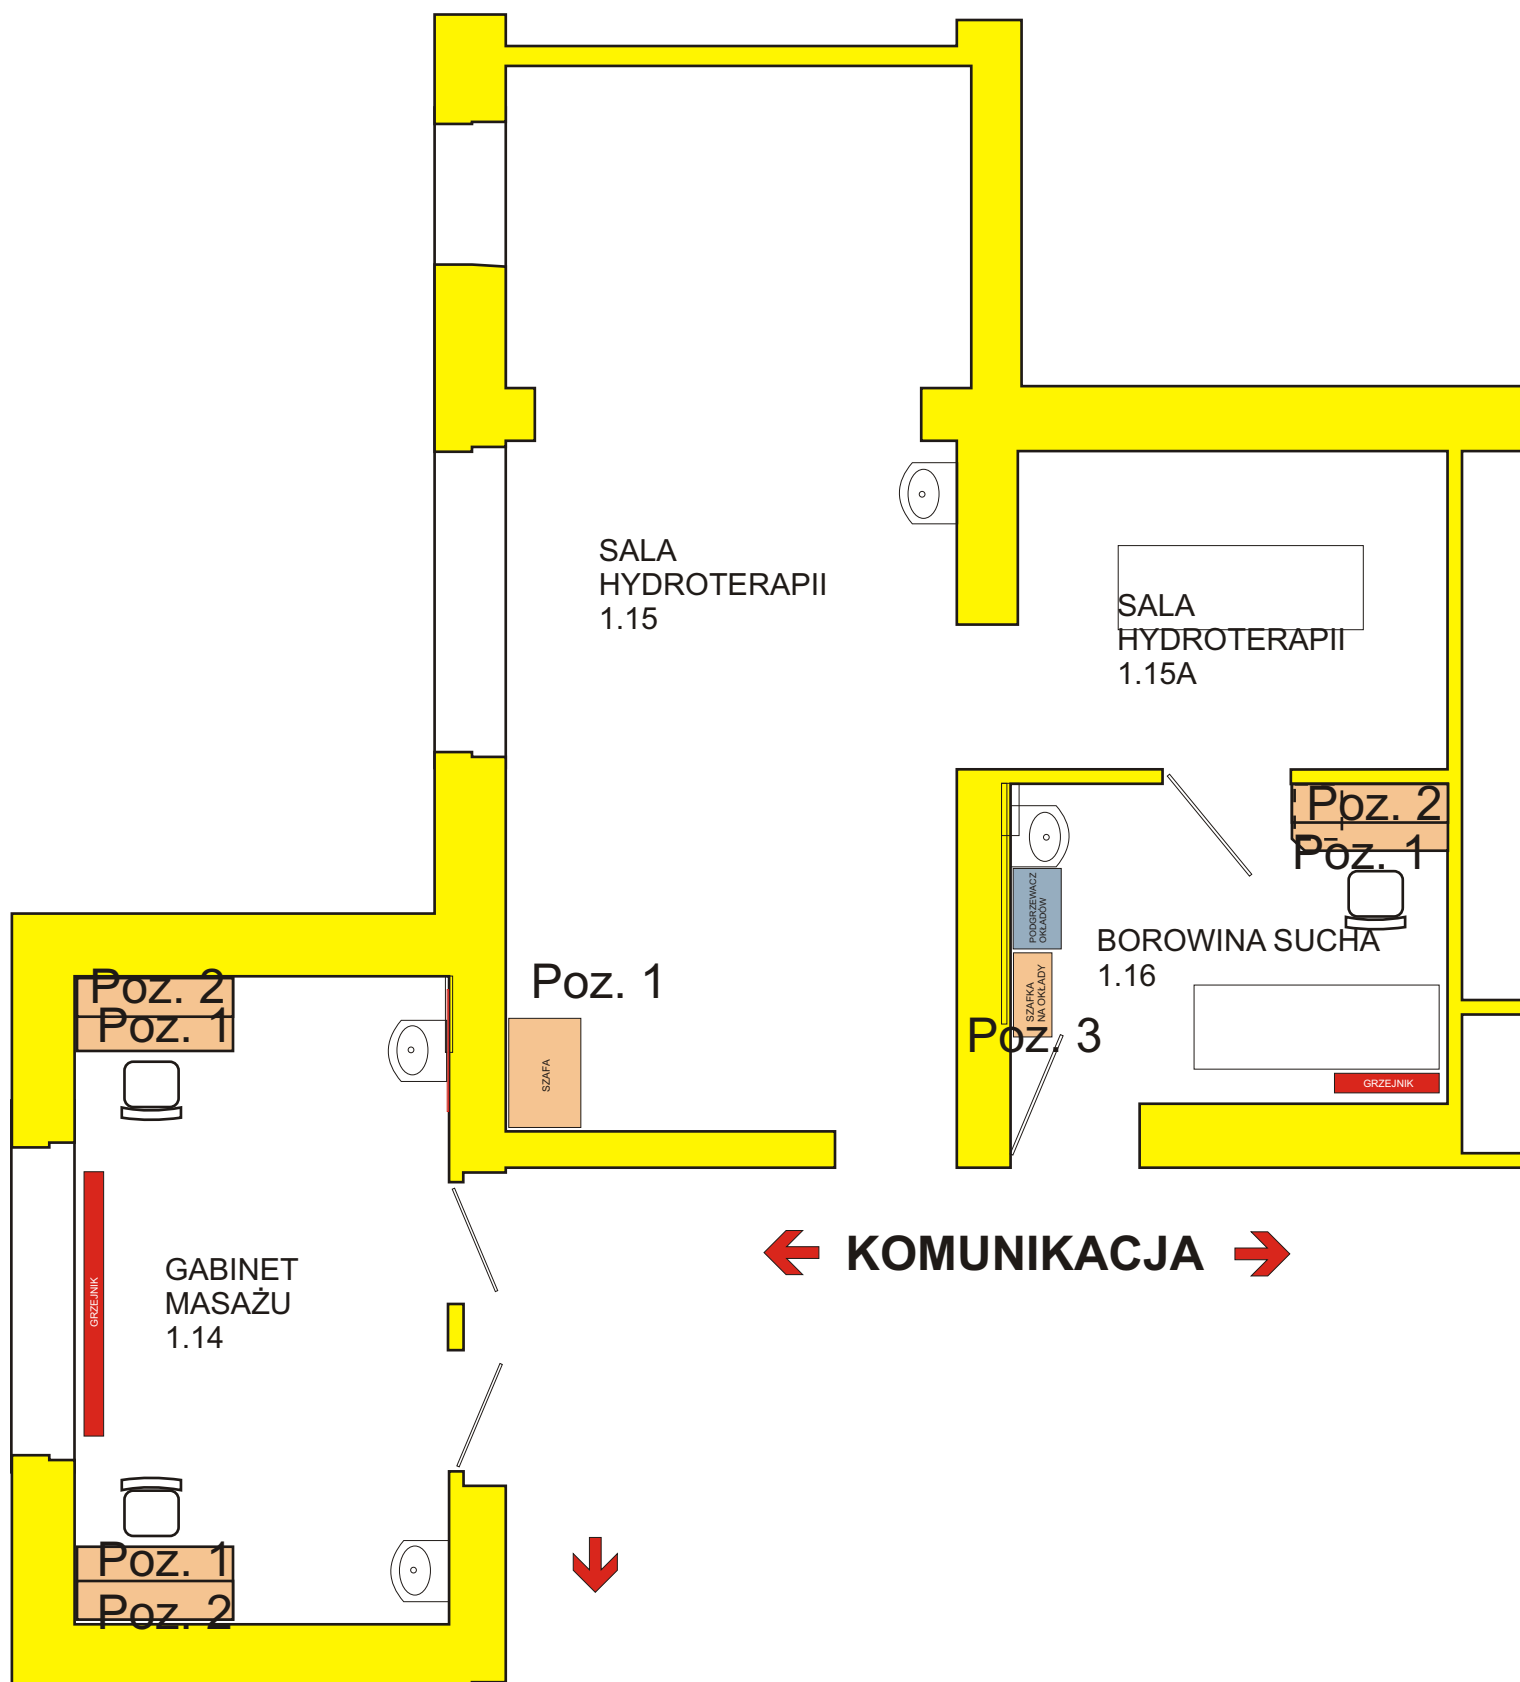 SALA
HYDROTERAPII
1.15
SALA
HYDROTERAPII
1.15A
Poz. 2
Poz. 1
PODGRZEWACZ
OKŁADÓW
BOROWINA SUCHA
1.16
SZAFKA
NA OKŁADY
Poz. 3
GRZEJNIK
Poz. 1
SZAFA
Poz. 2
Poz. 1
GRZEJNIK
GABINET
MASAŻU
1.14
KOMUNIKACJA
Poz. 1
Poz. 2